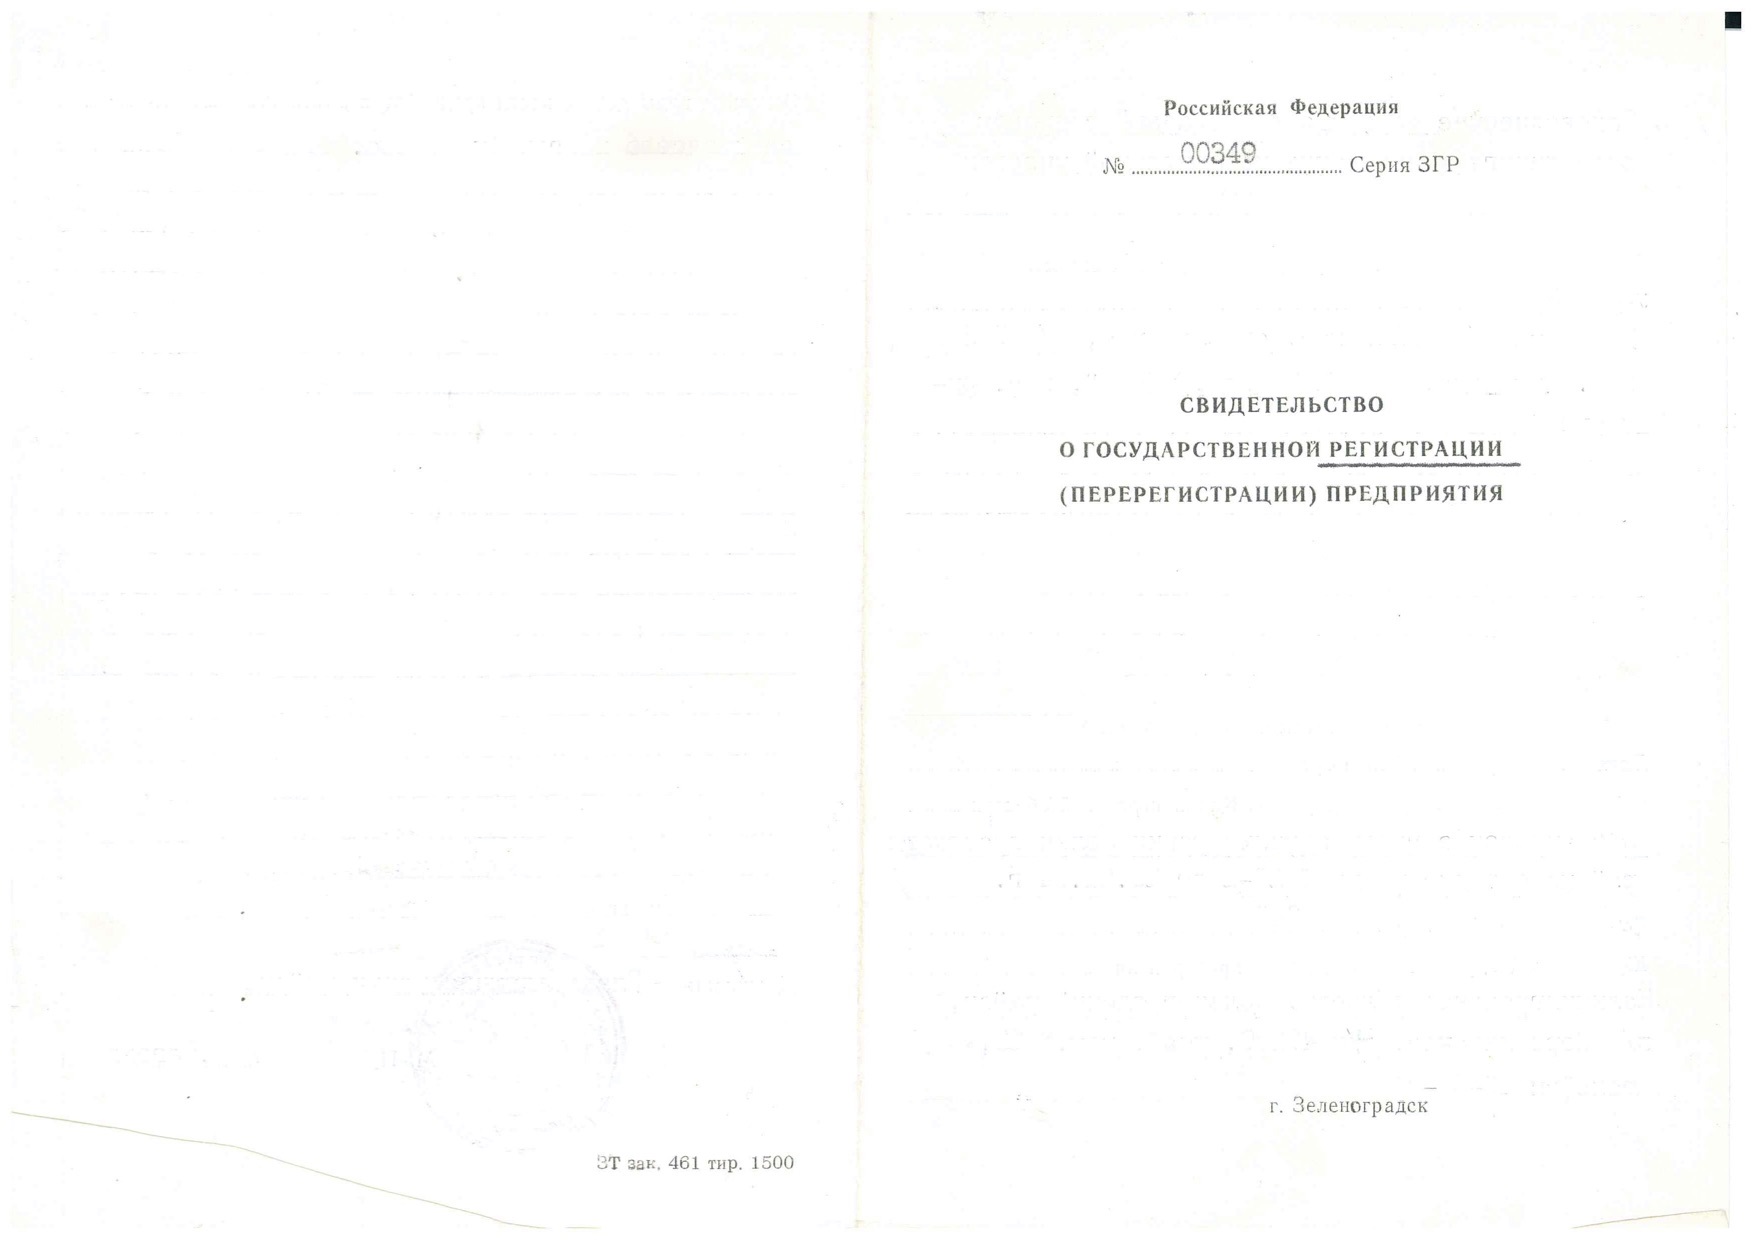 Российская Федерация
№ 00349 Серия ЗГР
СВИДЕТЕЛЬСТВО
О ГОСУДАРСТВЕННОЙ РЕГИСТРАЦИИ
(ПЕРЕРЕГИСТРАЦИИ) ПРЕДПРИЯТИЯ
г. Зеленоградск
ЗТ зак. 461 тир. 1500